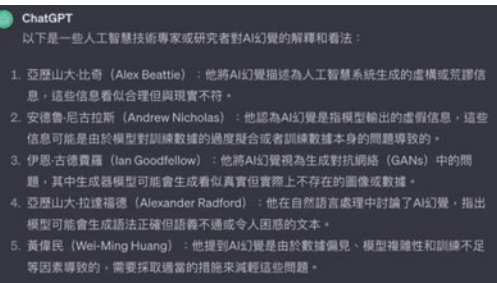 ChatGPT
以下是一些人工智慧技術專家或研究者對AI幻覺的解釋和看法：
1. 亞歷山大·比奇（Alex Beattie）：他將AI幻覺描述為人工智慧系統生成的虛構或荒謬信
息，這些信息看似合理但與現實不符。
2. 安德魯·尼古拉斯（Andrew Nicholas）：他認為AI幻覺是指模型輸出的虛假信息，這些
信息可能是由於模型對訓練數據的過度擬合或者訓練數據本身的問題導致的。
3. 伊恩·古德費羅（Ian Goodfellow）：他將AI幻覺視為生成對抗網絡（GANs）中的問
題，其中生成器模型可能會生成看似真實但實際上不存在的圖像或數據。
4. 亞歷山大·拉達福德（Alexander Radford）：他在自然語言處理中討論了AI幻覺，指出
模型可能會生成語法正確但語義不通或令人困惑的文本。
5. 黃偉民（Wei-Ming Huang）：他提到AI幻覺是由於數據偏見、模型複雜性和訓練不足
等因素導致的，需要採取適當的措施來減輕這些問題。